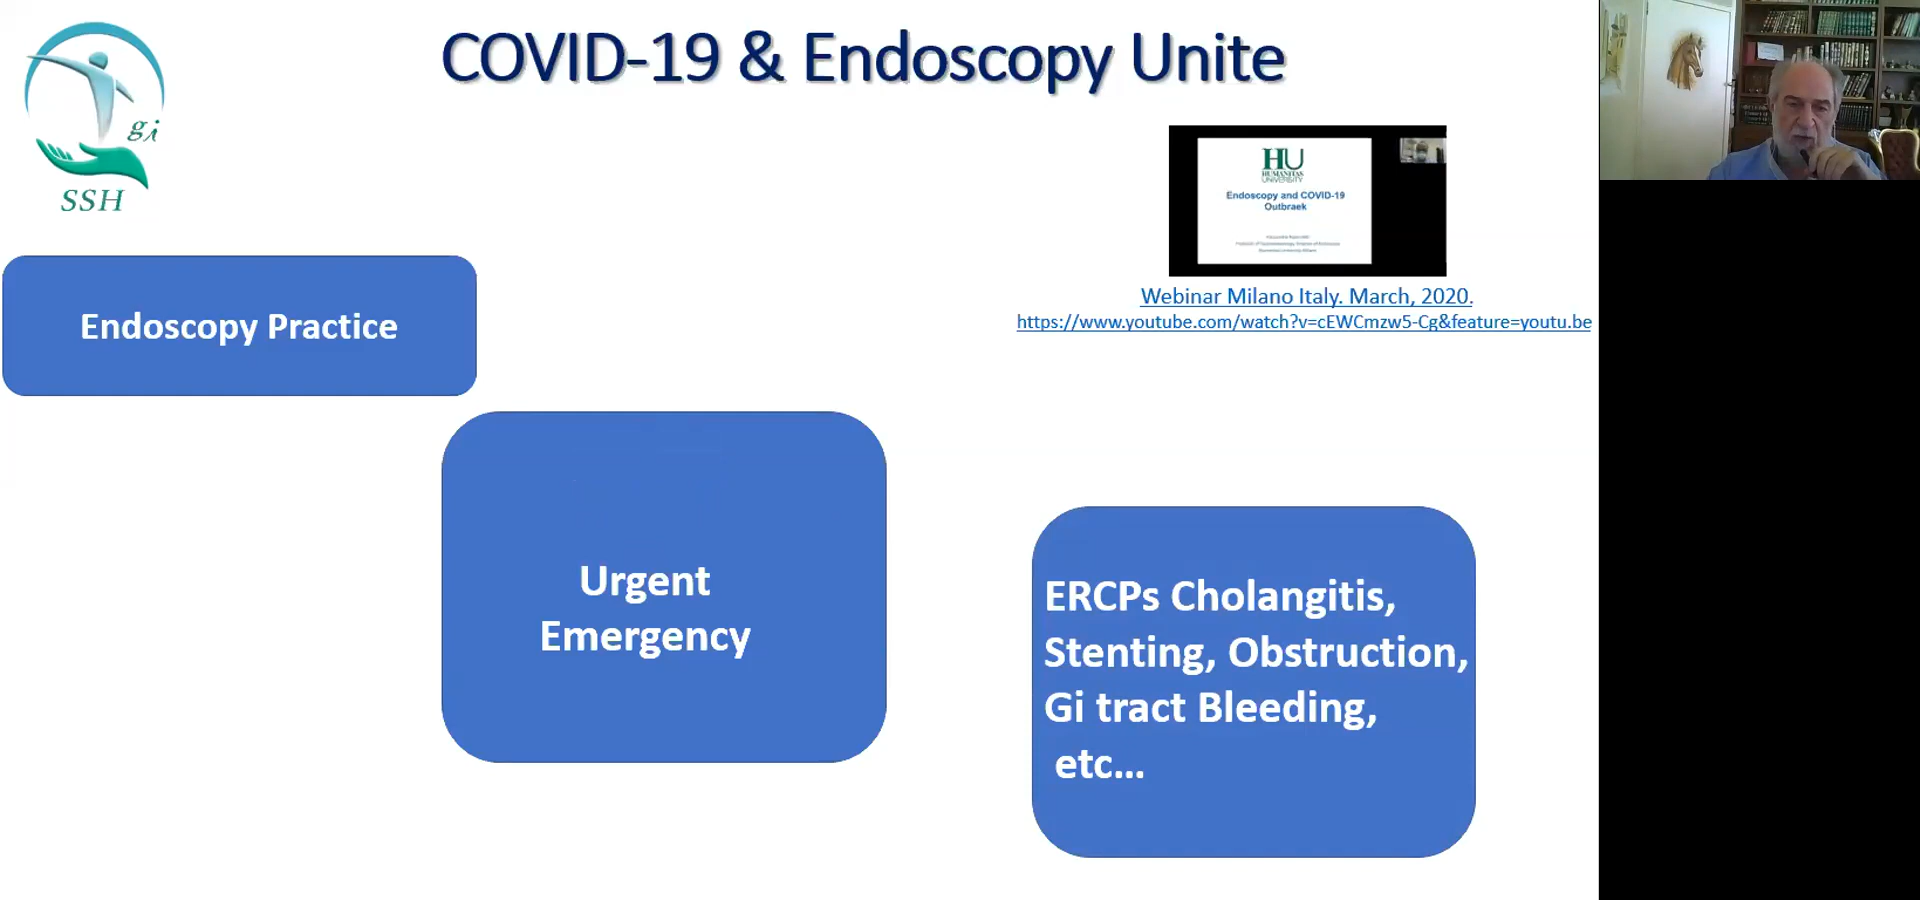 COVID-19 & Endoscopy Unite
gi
SSH
HU
HUMANITAS
UNIVERSITY
Endoscopy and COVID-19
Outbraek
Webinar Milano Italy. March, 2020.
https://www.youtube.com/watch?v=cEWCmzw5-Cg&feature=youtu.be
Endoscopy Practice
Urgent
Emergency
ERCPs Cholangitis,
Stenting, Obstruction,
Gi tract Bleeding,
etc...